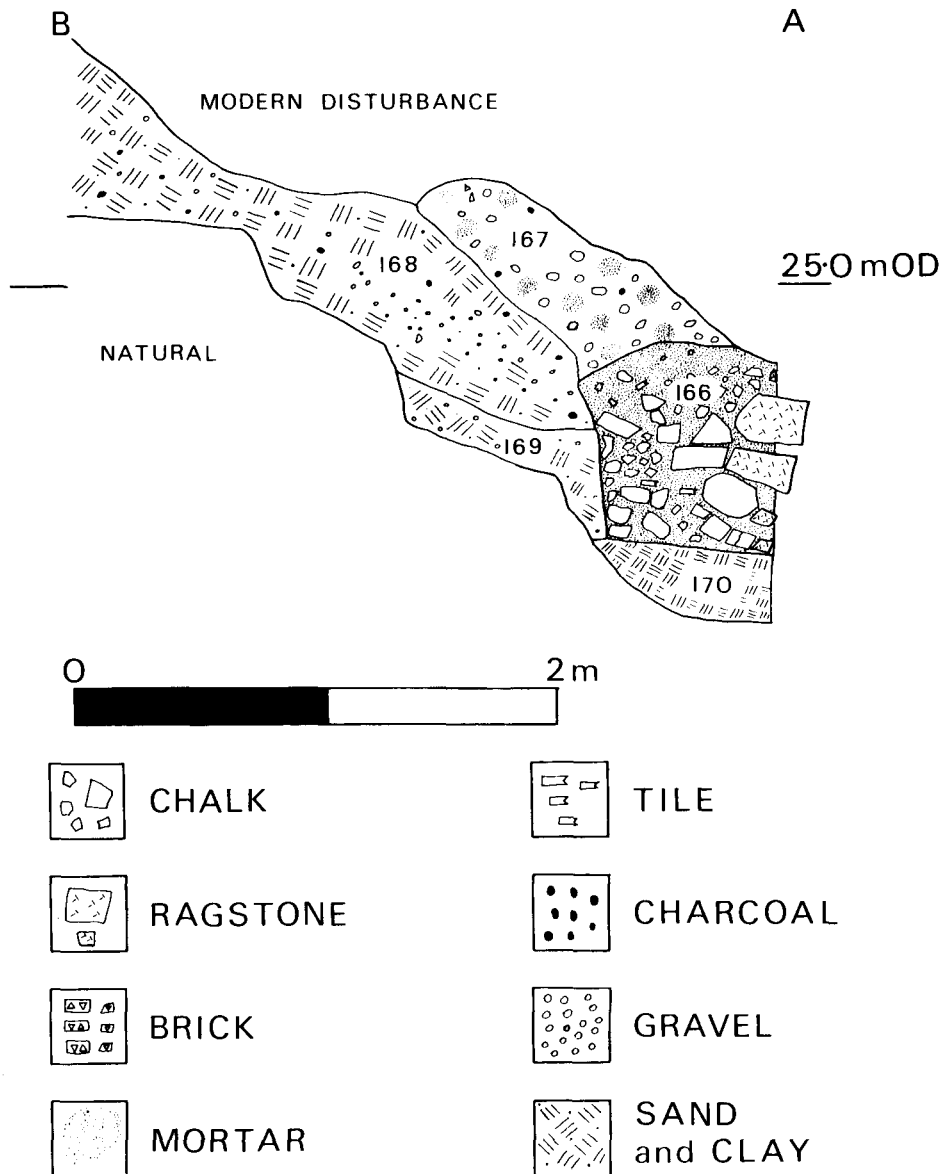 B
A
MODERN DISTURBANCE
167
168
25·0 mOD
NATURAL
166
169
170
0
2 m
CHALK
TILE
RAGSTONE
CHARCOAL
BRICK
GRAVEL
MORTAR
SAND
and CLAY